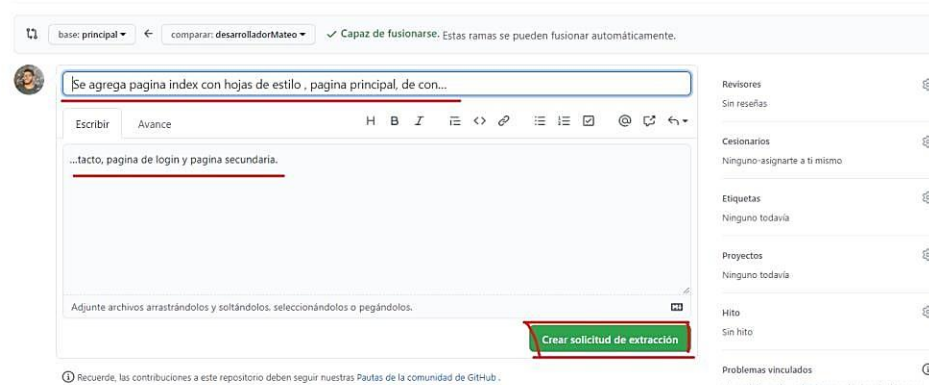 base: principal comparar: desarrolladorMateo Capaz de fusionarse. Estas ramas se pueden fusionar automáticamente.
Se agrega pagina index con hojas de estilo , pagina principal, de con...
Escribir Avance H B I
...tacto, pagina de login y pagina secundaria.
Adjunte archivos arrastrándolos y soltándolos. seleccionándolos o pegándolos.
Crear solicitud de extracción
Recuerde, las contribuciones a este repositorio deben seguir nuestras Pautas de la comunidad de GitHub .
Revisores
Sin reseñas
Cesionarios
Ninguno-asignarte a ti mismo
Etiquetas
Ninguno todavía
Proyectos
Ninguno todavía
Hito
Sin hito
Problemas vinculados